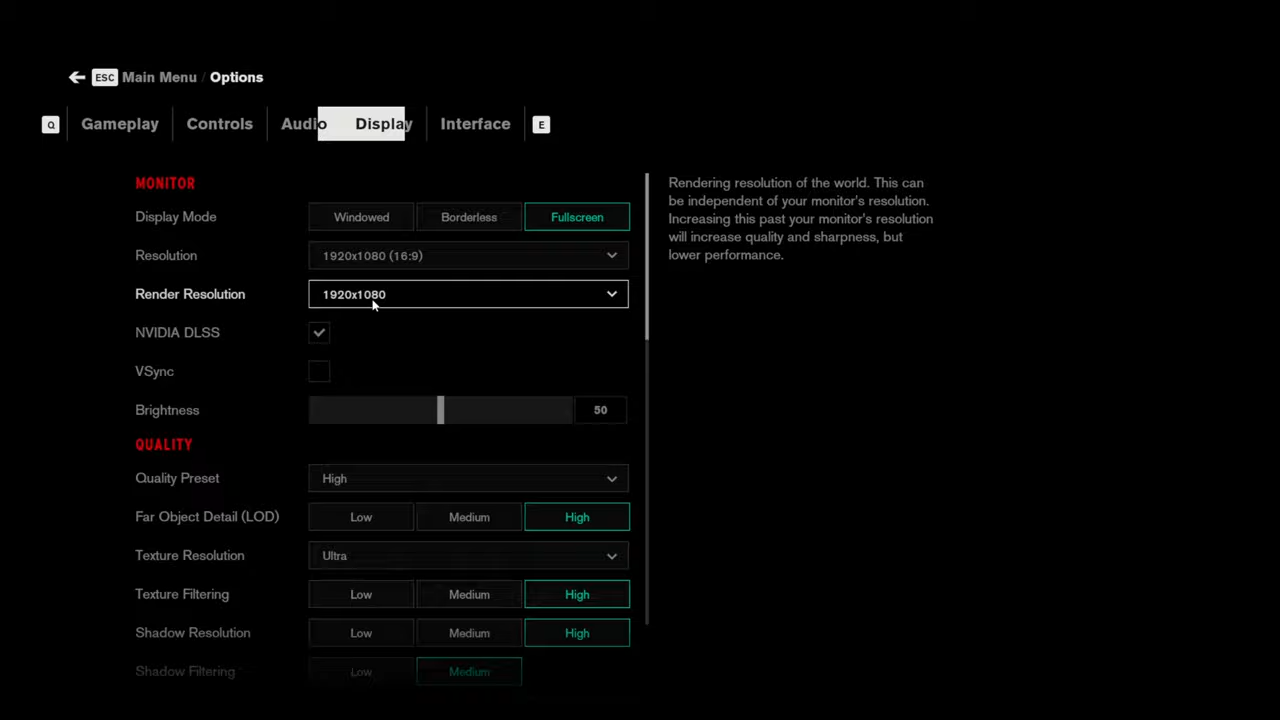 ESC Main Menu / Options
Q Gameplay Controls Audio Display Interface E
MONITOR
Display Mode Windowed Borderless Fullscreen
Resolution 1920x1080 (16:9)
Render Resolution 1920x1080
NVIDIA DLSS
VSync
Brightness 50
QUALITY
Quality Preset High
Far Object Detail (LOD) Low Medium High
Texture Resolution Ultra
Texture Filtering Low Medium High
Shadow Resolution Low Medium High
Shadow Filtering Low Medium
Rendering resolution of the world. This can
be independent of your monitor's resolution.
Increasing this past your monitor's resolution
will increase quality and sharpness, but
lower performance.